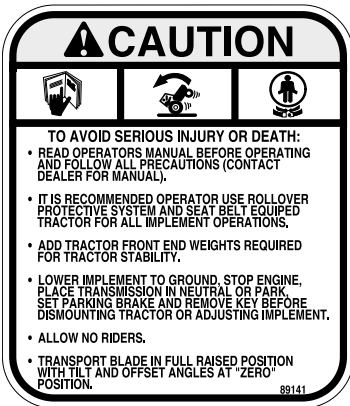 CAUTION
TO AVOID SERIOUS INJURY OR DEATH:
• READ OPERATORS MANUAL BEFORE OPERATING
AND FOLLOW ALL PRECAUTIONS (CONTACT
DEALER FOR MANUAL).
• IT IS RECOMMENDED OPERATOR USE ROLLOVER
PROTECTIVE SYSTEM AND SEAT BELT EQUIPED
TRACTOR FOR ALL IMPLEMENT OPERATIONS.
• ADD TRACTOR FRONT END WEIGHTS REQUIRED
FOR TRACTOR STABILITY.
• LOWER IMPLEMENT TO GROUND, STOP ENGINE,
PLACE TRANSMISSION IN NEUTRAL OR PARK,
SET PARKING BRAKE AND REMOVE KEY BEFORE
DISMOUNTING TRACTOR OR ADJUSTING IMPLEMENT.
• ALLOW NO RIDERS.
• TRANSPORT BLADE IN FULL RAISED POSITION
WITH TILT AND OFFSET ANGLES AT "ZERO"
POSITION.
89141